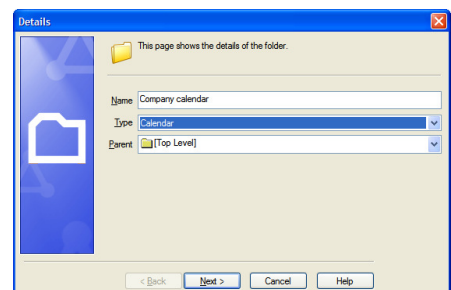 Details
This page shows the details of the folder.
Name Company calendar
Type Calendar
Parent [Top Level]
< Back Next > Cancel Help